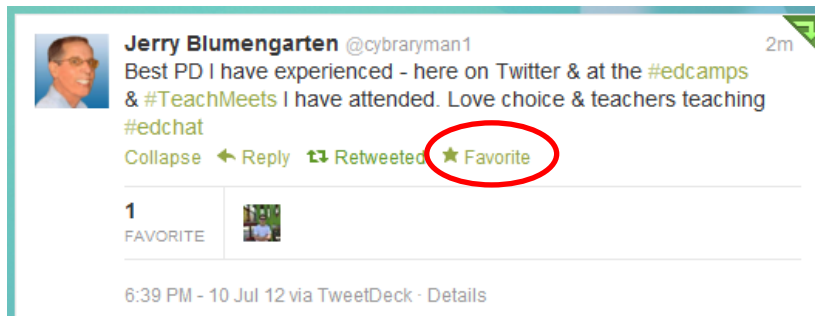 Jerry Blumengarten @cybraryman1 2m
Best PD I have experienced - here on Twitter & at the #edcamps
& #TeachMeets I have attended. Love choice & teachers teaching
#edchat
Collapse Reply Retweeted Favorite
1
FAVORITE
6:39 PM - 10 Jul 12 via TweetDeck · Details